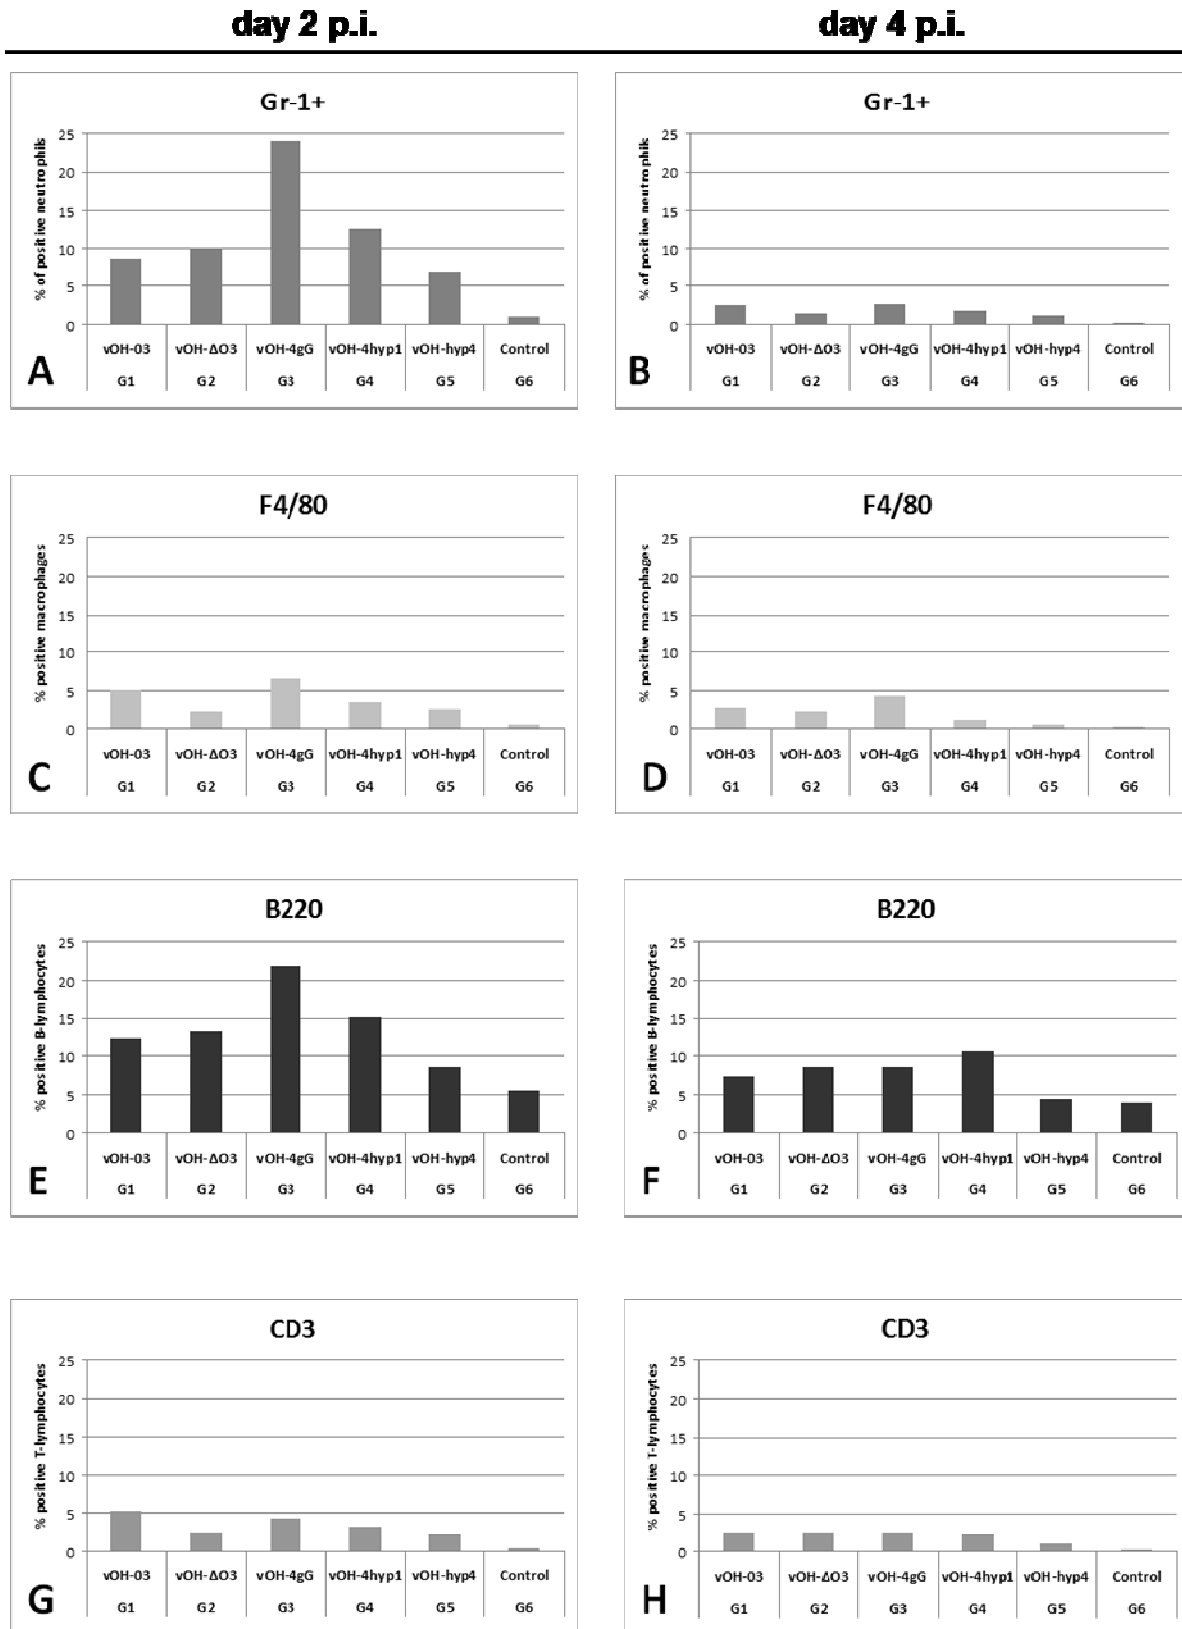 day 2 p.i.
day 4 p.i.
Gr-1+
% of positive neutrophils
25
20
15
10
5
0
vOH-03 vOH-ΔO3 vOH-4gG vOH-4hyp1 vOH-hyp4 Control
G1 G2 G3 G4 G5 G6
A
Gr-1+
% of positive neutrophils
25
20
15
10
5
0
vOH-03 vOH-ΔO3 vOH-4gG vOH-4hyp1 vOH-hyp4 Control
G1 G2 G3 G4 G5 G6
B
F4/80
% positive macrophages
25
20
15
10
5
0
vOH-03 vOH-ΔO3 vOH-4gG vOH-4hyp1 vOH-hyp4 Control
G1 G2 G3 G4 G5 G6
C
F4/80
% positive macrophages
25
20
15
10
5
0
vOH-03 vOH-ΔO3 vOH-4gG vOH-4hyp1 vOH-hyp4 Control
G1 G2 G3 G4 G5 G6
D
B220
% positive B-lymphocytes
25
20
15
10
5
0
vOH-03 vOH-ΔO3 vOH-4gG vOH-4hyp1 vOH-hyp4 Control
G1 G2 G3 G4 G5 G6
E
B220
% positive B-lymphocytes
25
20
15
10
5
0
vOH-03 vOH-ΔO3 vOH-4gG vOH-4hyp1 vOH-hyp4 Control
G1 G2 G3 G4 G5 G6
F
CD3
% positive T-lymphocytes
25
20
15
10
5
0
vOH-03 vOH-ΔO3 vOH-4gG vOH-4hyp1 vOH-hyp4 Control
G1 G2 G3 G4 G5 G6
G
CD3
% positive T-lymphocytes
25
20
15
10
5
0
vOH-03 vOH-ΔO3 vOH-4gG vOH-4hyp1 vOH-hyp4 Control
G1 G2 G3 G4 G5 G6
H